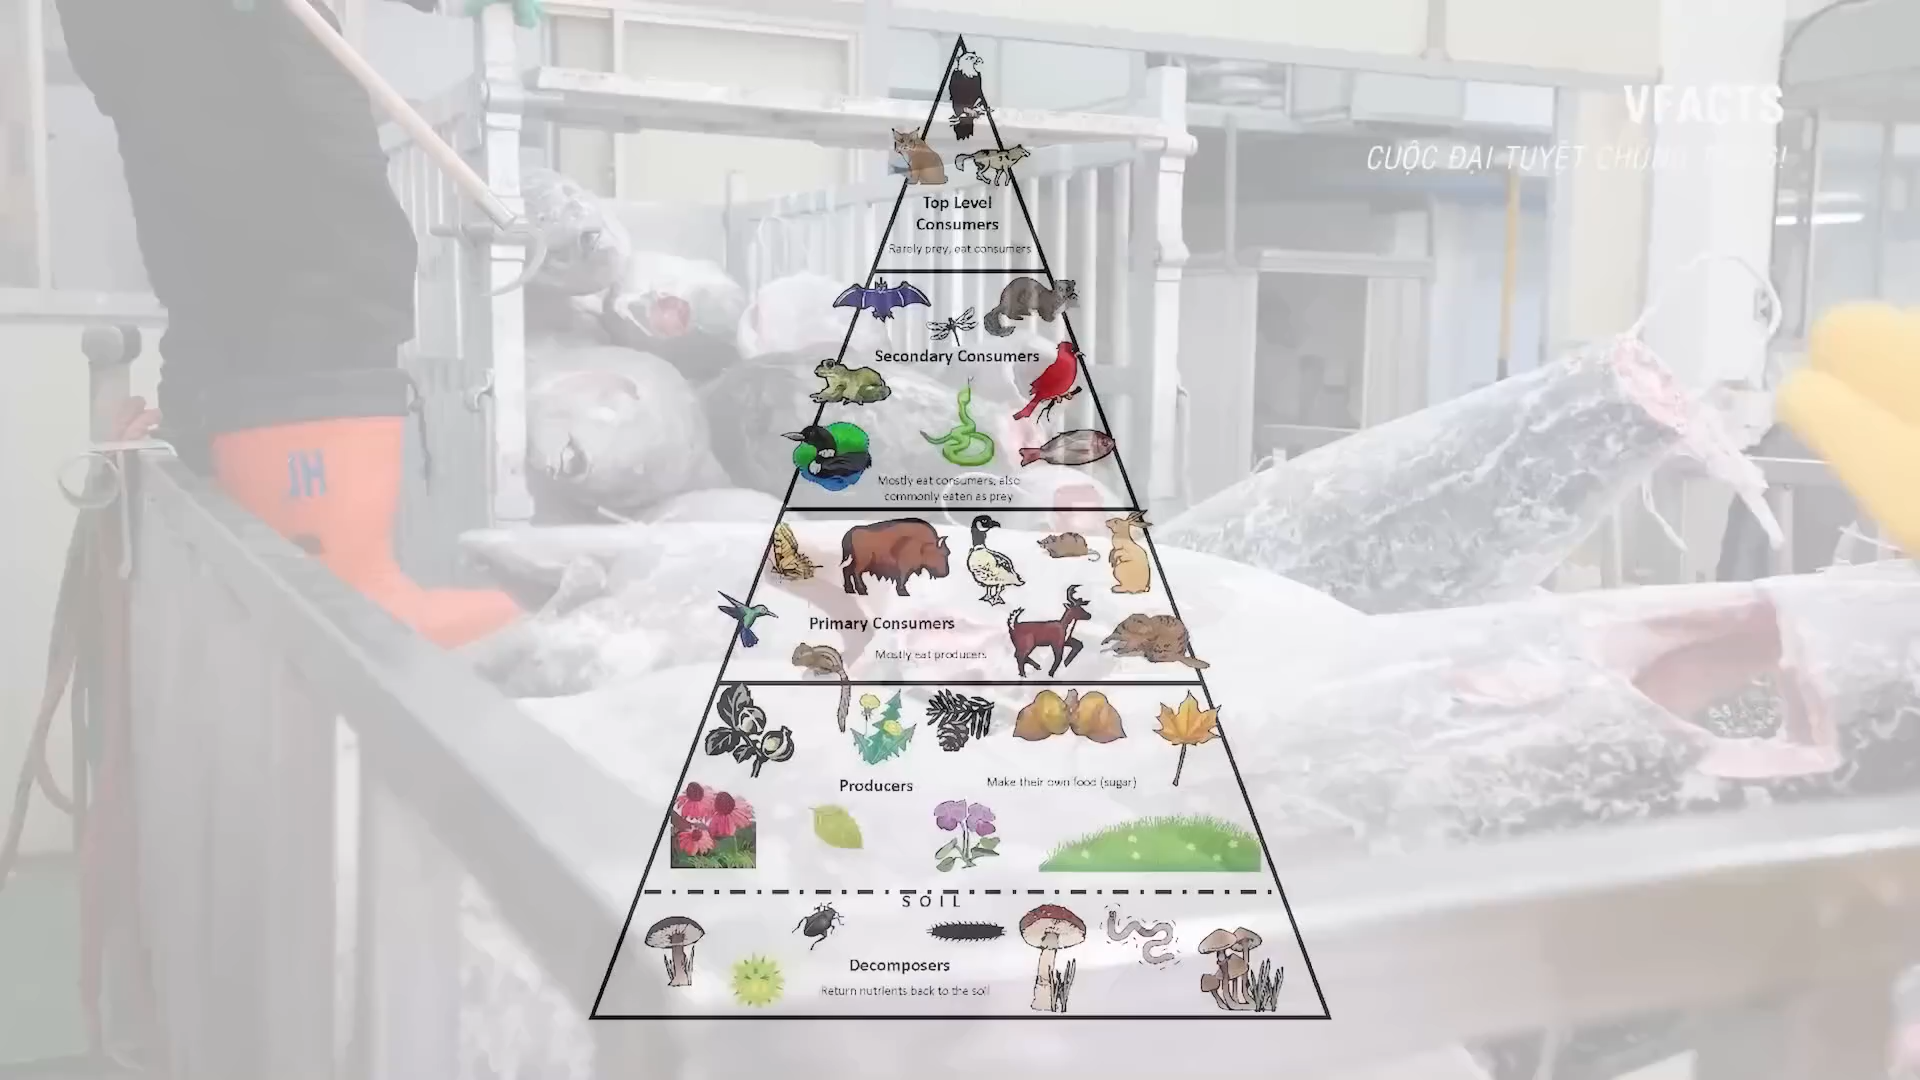 VFACTS
CUỘC ĐẠI TUYỆT
Top Level
Consumers
Rarely prey, eat consumers
Secondary Consumers
Mostly eat consumers, also
commonly eaten as prey
Primary Consumers
Mostly eat producers
Producers
Make their own food (sugar)
SOIL
Decomposers
Return nutrients back to the soil
JH